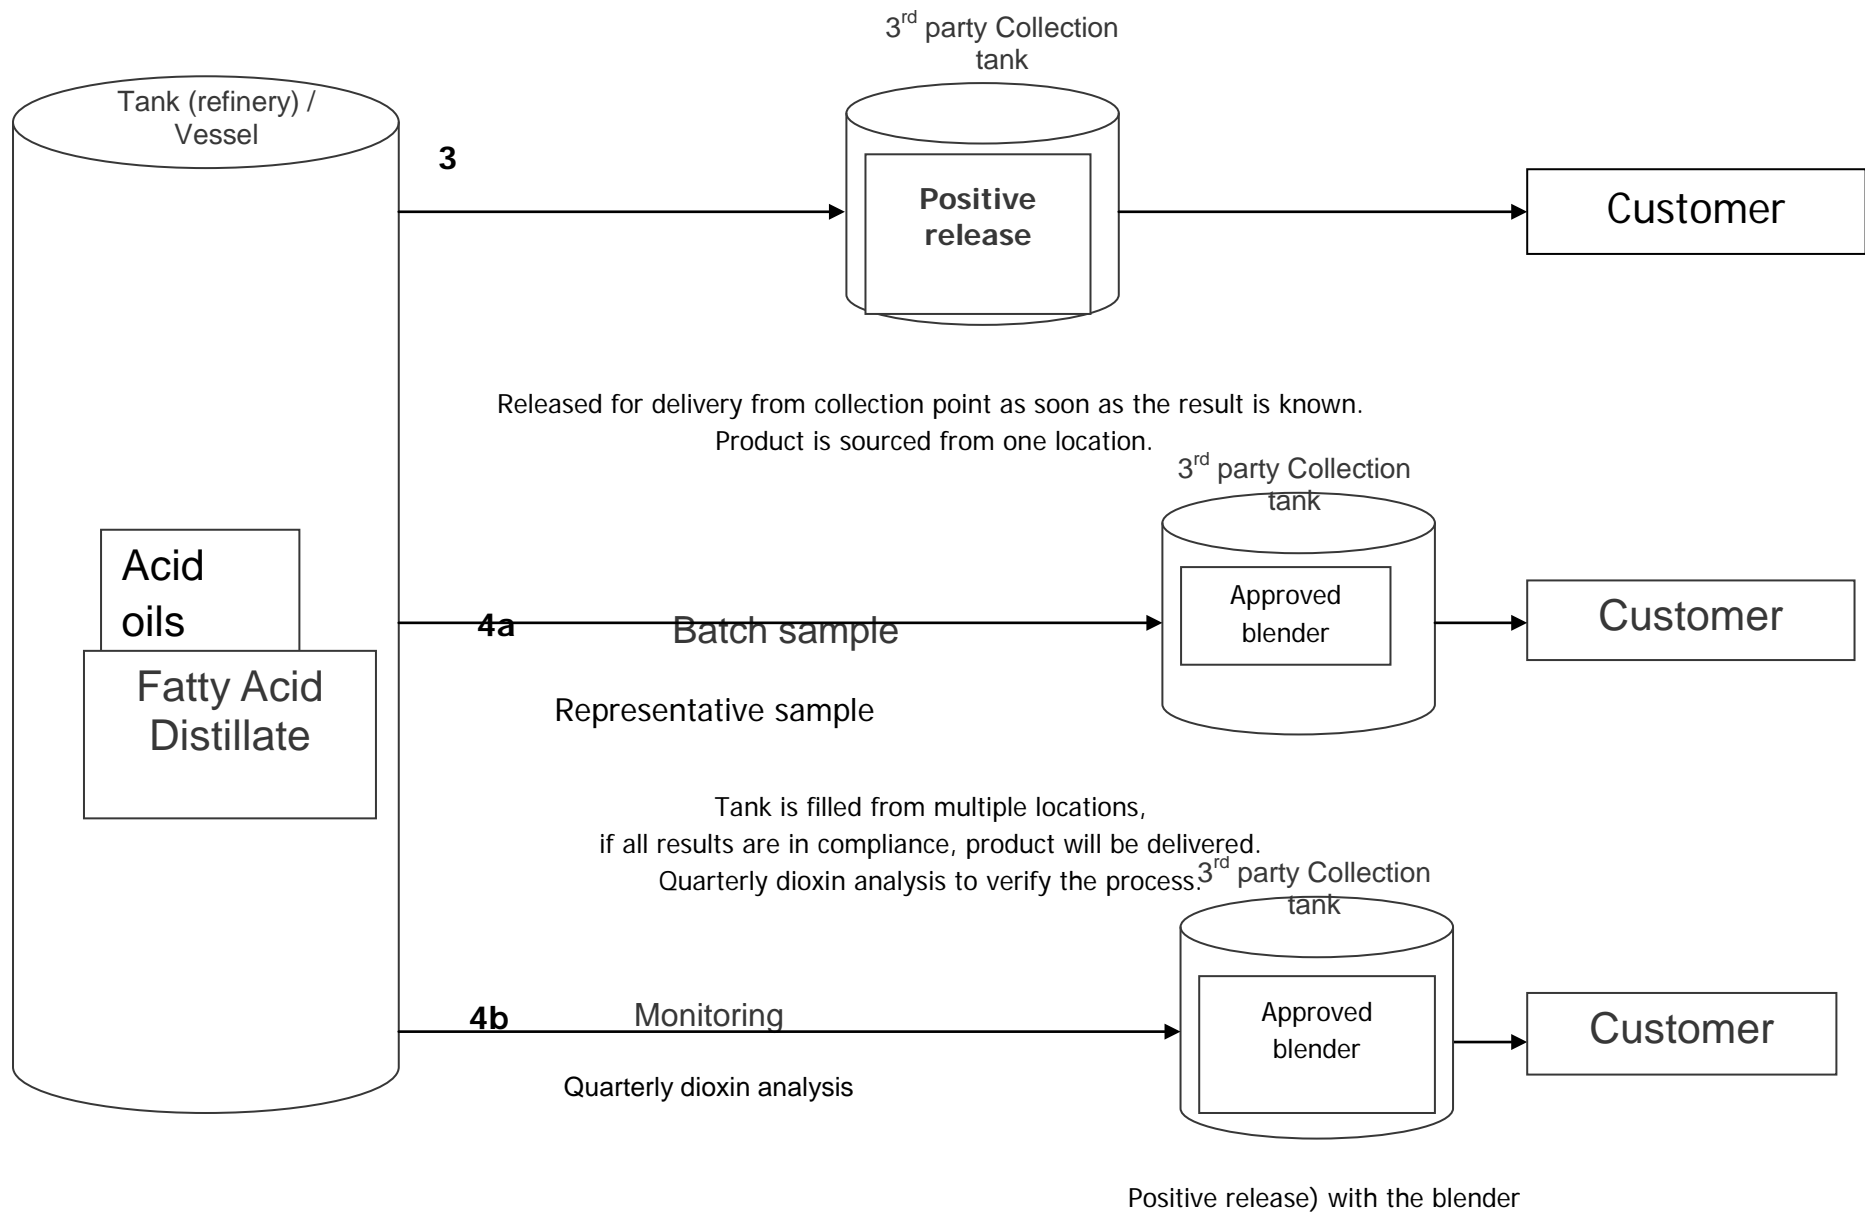 3rd party Collection
tank
Tank (refinery) /
Vessel
3
Positive
release
Customer
Released for delivery from collection point as soon as the result is known.
Product is sourced from one location.
3rd party Collection
tank
Acid
oils
4a
Batch sample
Approved
blender
Customer
Fatty Acid
Distillate
Representative sample
Tank is filled from multiple locations,
if all results are in compliance, product will be delivered.
Quarterly dioxin analysis to verify the process.
3rd party Collection
tank
4b
Monitoring
Approved
blender
Customer
Quarterly dioxin analysis
Positive release) with the blender